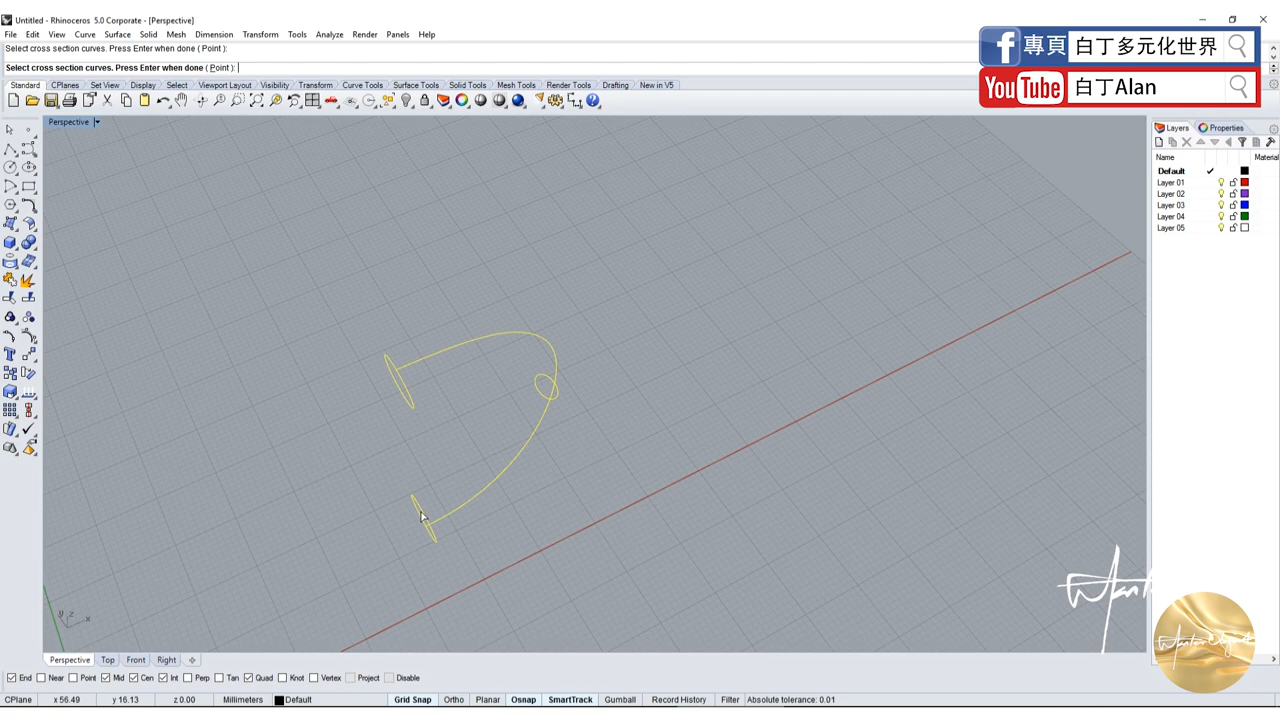 Untitled - Rhinoceros 5.0 Corporate - [Perspective]
File Edit View Curve Surface Solid Mesh Dimension Transform Tools Analyze Render Panels Help
Select cross section curves. Press Enter when done ( Point ):
Select cross section curves. Press Enter when done ( Point ):
f 專頁 白丁多元化世界
YouTube 白丁Alan
Standard CPlanes Set View Display Select Viewport Layout Visibility Transform Curve Tools Surface Tools Solid Tools Mesh Tools Render Tools Drafting New in V5
Perspective
Layers Properties
Name Material
Default
Layer 01
Layer 02
Layer 03
Layer 04
Layer 05
y z x
Perspective Top Front Right
End Near Point Mid Cen Int Perp Tan Quad Knot Vertex Project Disable
CPlane x 56.49 y 16.13 z 0.00 Millimeters Default Grid Snap Ortho Planar Osnap SmartTrack Gumball Record History Filter Absolute tolerance: 0.01